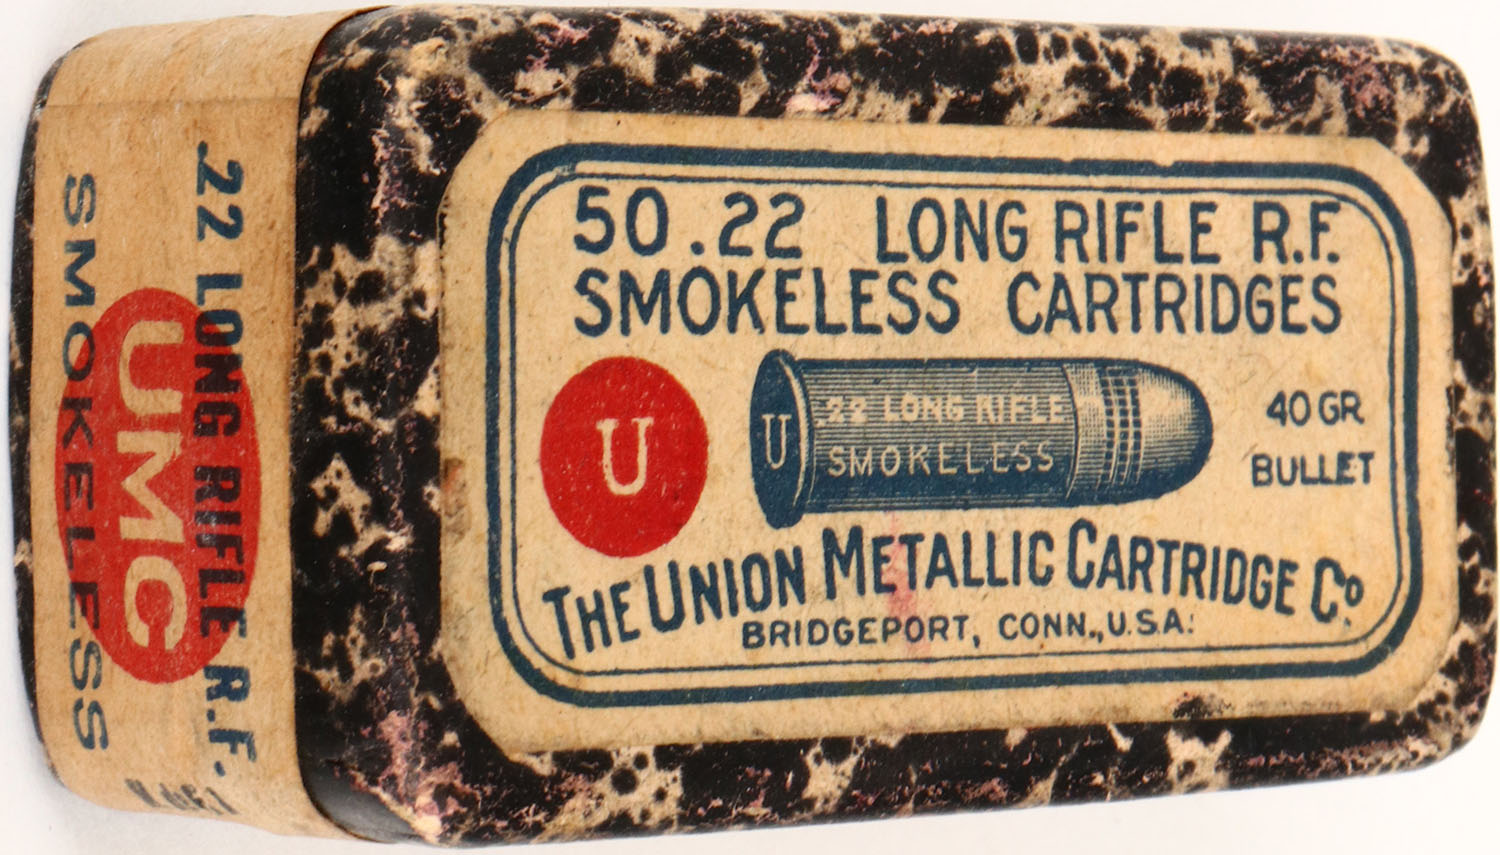 50 .22 LONG RIFLE R.F.
SMOKELESS CARTRIDGES
U
U
.22 LONG RIFLE
SMOKELESS
40 GR
BULLET
THE UNION METALLIC CARTRIDGE Co.
BRIDGEPORT, CONN., U.S.A.
22 LONG RIFLE R.F.
UMC
SMOKELESS